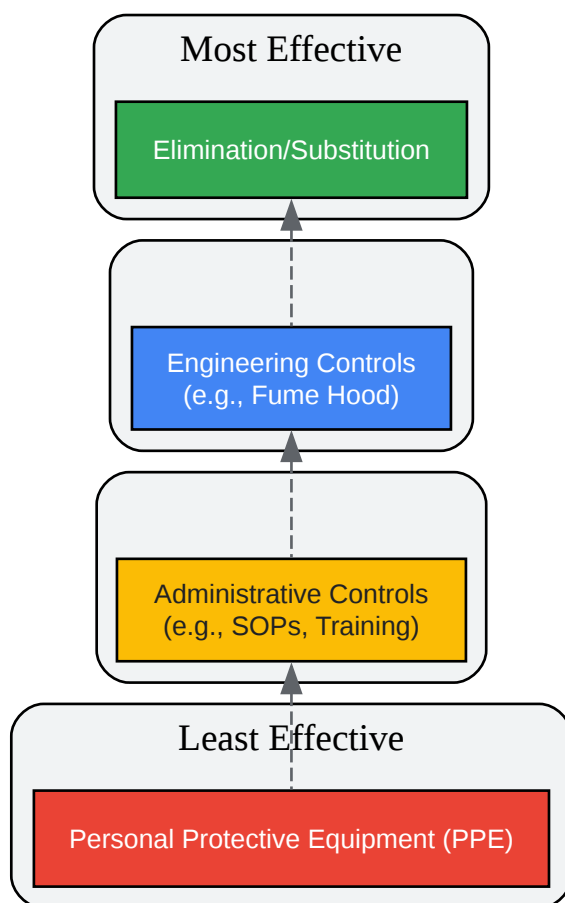 Most Effective
Elimination/Substitution
Engineering Controls
(e.g., Fume Hood)
Administrative Controls
(e.g., SOPs, Training)
Least Effective
Personal Protective Equipment (PPE)